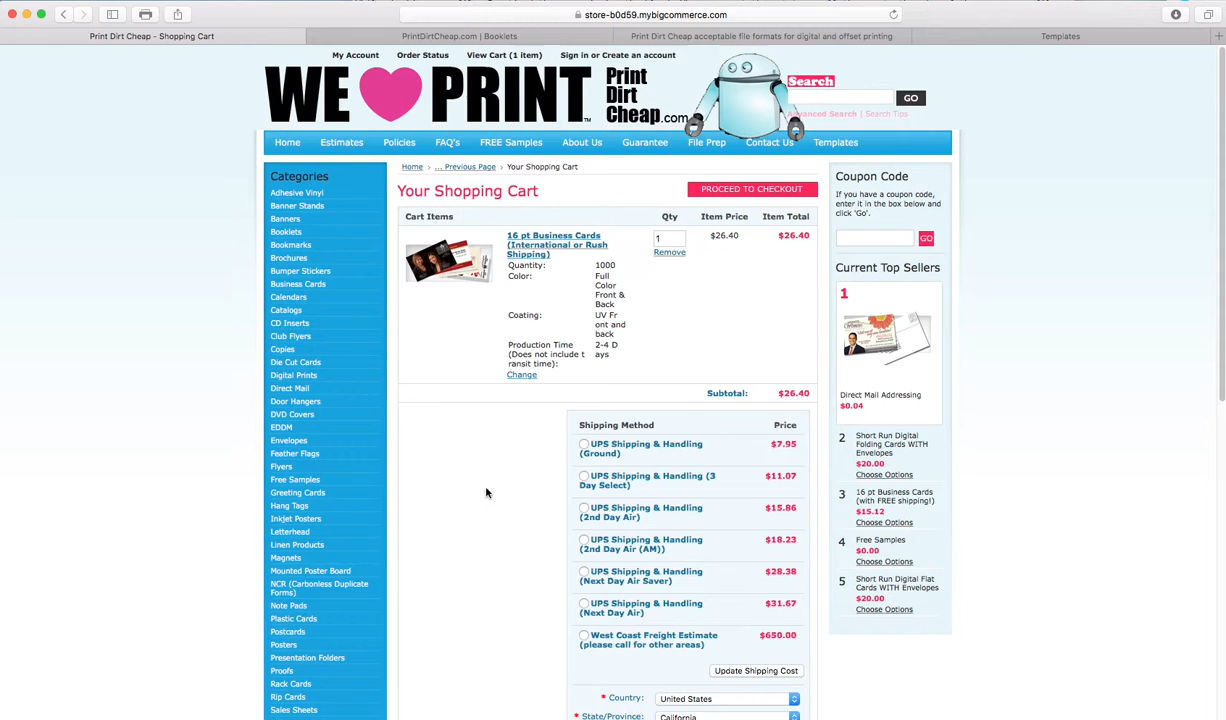 store-b0d59.mybigcommerce.com
Print Dirt Cheap - Shopping Cart
PrintDirtCheap.com | Booklets
Print Dirt Cheap acceptable file formats for digital and offset printing
Templates
My Account
Order Status
View Cart (1 item)
Sign in or Create an account
WE PRINT™
Print
Dirt
Cheap.com
Search
GO
Advanced Search | Search Tips
Home
Estimates
Policies
FAQ's
FREE Samples
About Us
Guarantee
File Prep
Contact Us
Templates
Categories
Adhesive Vinyl
Banner Stands
Banners
Booklets
Bookmarks
Brochures
Bumper Stickers
Business Cards
Calendars
Catalogs
CD Inserts
Club Flyers
Copies
Die Cut Cards
Digital Prints
Direct Mail
Door Hangers
DVD Covers
EDDM
Envelopes
Feather Flags
Flyers
Free Samples
Greeting Cards
Hang Tags
Inkjet Posters
Letterhead
Linen Products
Magnets
Mounted Poster Board
NCR (Carbonless Duplicate
Forms)
Note Pads
Plastic Cards
Postcards
Posters
Presentation Folders
Proofs
Rack Cards
Rip Cards
Sales Sheets
Home › ... Previous Page › Your Shopping Cart
Your Shopping Cart
PROCEED TO CHECKOUT
Cart Items
Qty
Item Price
Item Total
16 pt Business Cards
(International or Rush
Shipping)
1
Remove
$26.40
$26.40
Quantity:
1000
Color:
Full
Color
Front &
Back
Coating:
UV Fr
ont and
back
Production Time
(Does not include t
ransit time):
2-4 D
ays
Change
Subtotal:
$26.40
Shipping Method
Price
UPS Shipping & Handling
(Ground)
$7.95
UPS Shipping & Handling (3
Day Select)
$11.07
UPS Shipping & Handling
(2nd Day Air)
$15.86
UPS Shipping & Handling
(2nd Day Air (AM))
$18.23
UPS Shipping & Handling
(Next Day Air Saver)
$28.38
UPS Shipping & Handling
(Next Day Air)
$31.67
West Coast Freight Estimate
(please call for other areas)
$650.00
Update Shipping Cost
* Country:
United States
* State/Province:
California
Coupon Code
If you have a coupon code,
enter it in the box below and
click 'Go'.
GO
Current Top Sellers
1
Direct Mail Addressing
$0.04
2
Short Run Digital
Folding Cards WITH
Envelopes
$20.00
Choose Options
3
16 pt Business Cards
(with FREE shipping!)
$15.12
Choose Options
4
Free Samples
$0.00
Choose Options
5
Short Run Digital Flat
Cards WITH Envelopes
$20.00
Choose Options